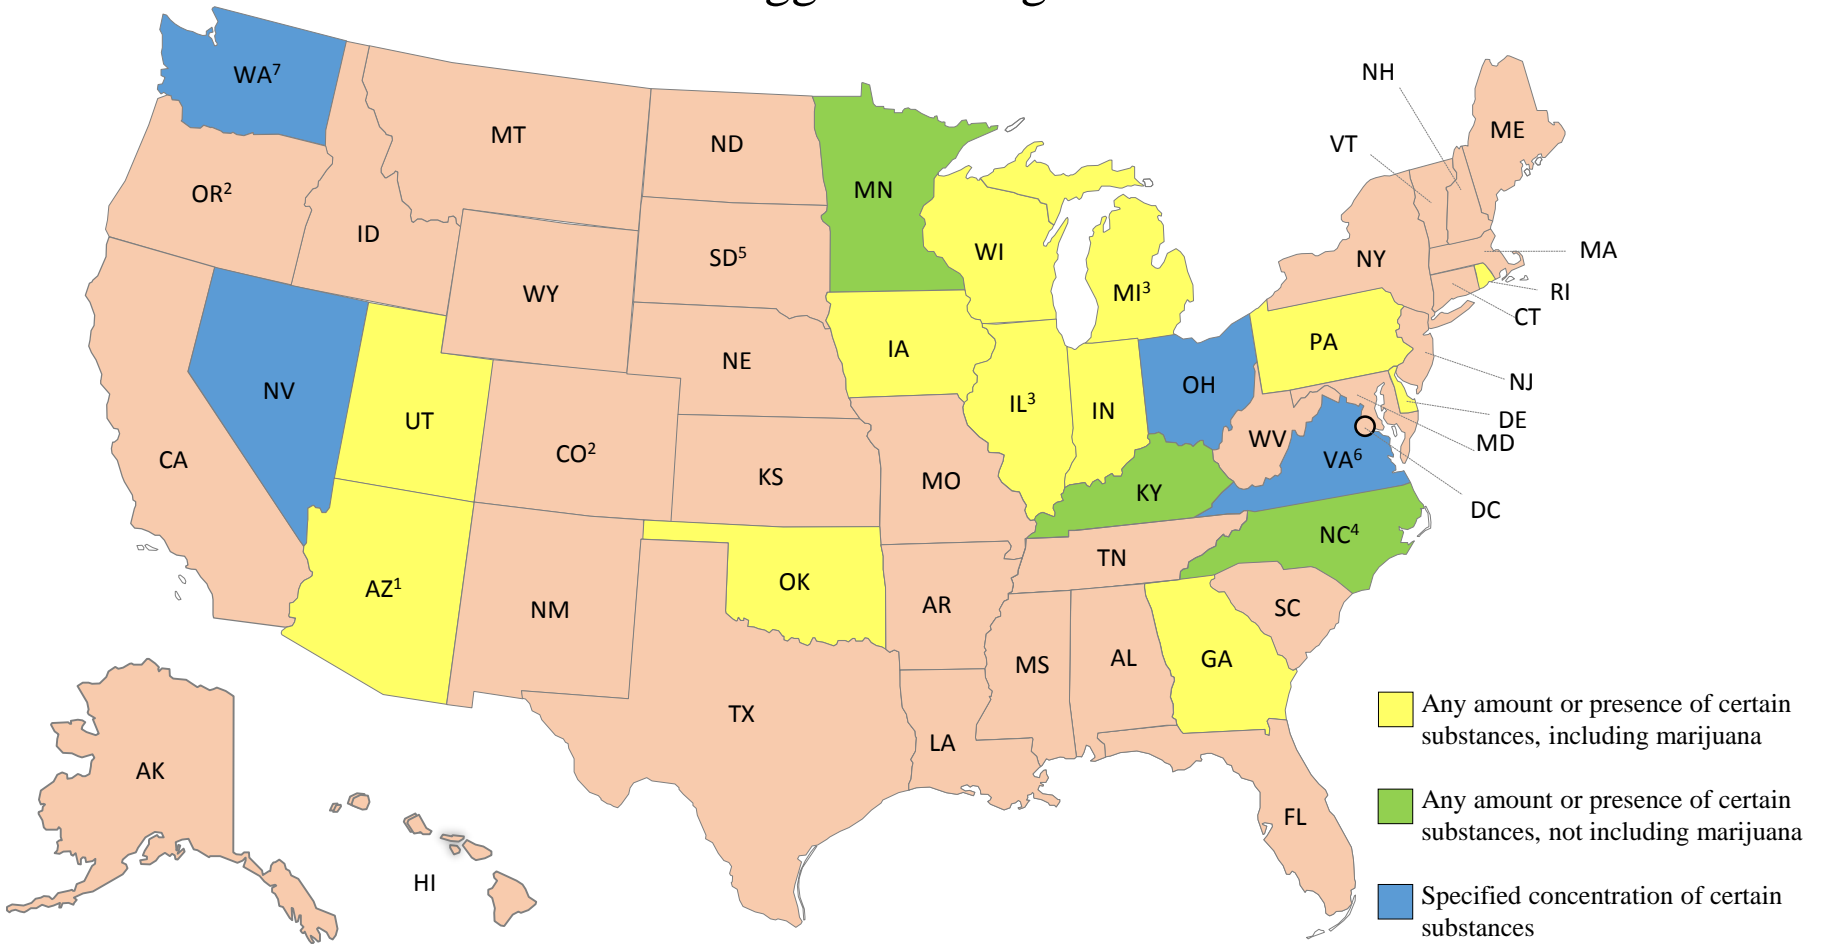 WA⁷
MT
ND
MN
NH
VT
ME
OR²
ID
SD⁵
WI
NY
MA
WY
MI³
RI
CT
NE
IA
PA
NV
UT
IL³
IN
OH
NJ
DE
MD
CA
CO²
KS
MO
KY
WV
VA⁶
DC
AZ¹
NM
OK
AR
TN
NC⁴
SC
MS
AL
GA
TX
LA
FL
AK
HI
Any amount or presence of certain
substances, including marijuana
Any amount or presence of certain
substances, not including marijuana
Specified concentration of certain
substances